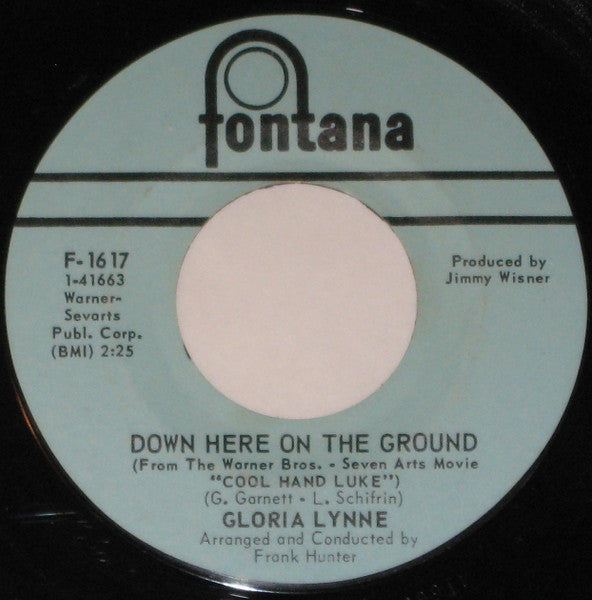 fontana
F-1617
1-41663
Warner-
Sevarts
Publ. Corp.
(BMI) 2:25
Produced by
Jimmy Wisner
DOWN HERE ON THE GROUND
(From The Warner Bros. - Seven Arts Movie
"COOL HAND LUKE")
(G. Garnett - L. Schifrin)
GLORIA LYNNE
Arranged and Conducted by
Frank Hunter